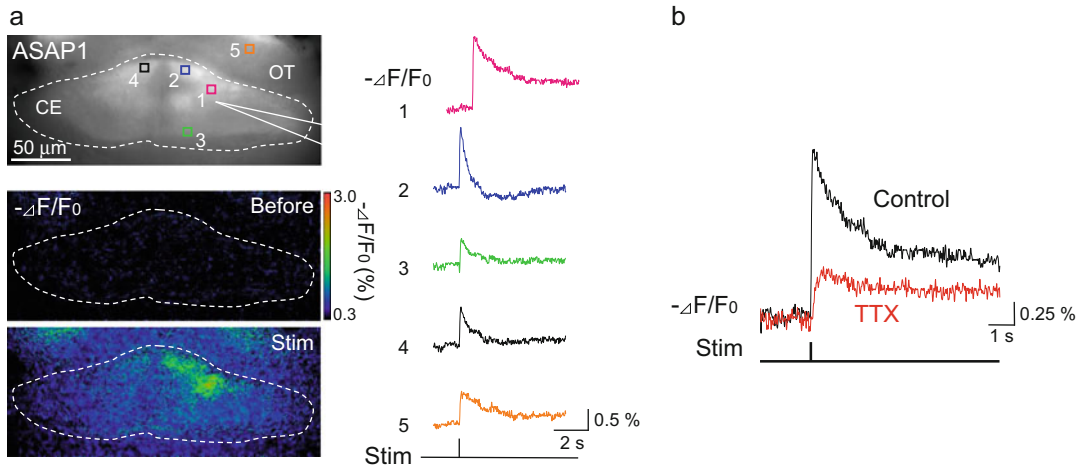 a
ASAP1
5
4
2
OT
CE
1
3
50 μm
-⊿F/F0
Before
3.0
-⊿F/F0 (%)
0.3
Stim
-⊿F/F0
1
2
3
4
5
0.5 %
2 s
Stim
b
Control
-⊿F/F0
TTX
0.25 %
1 s
Stim